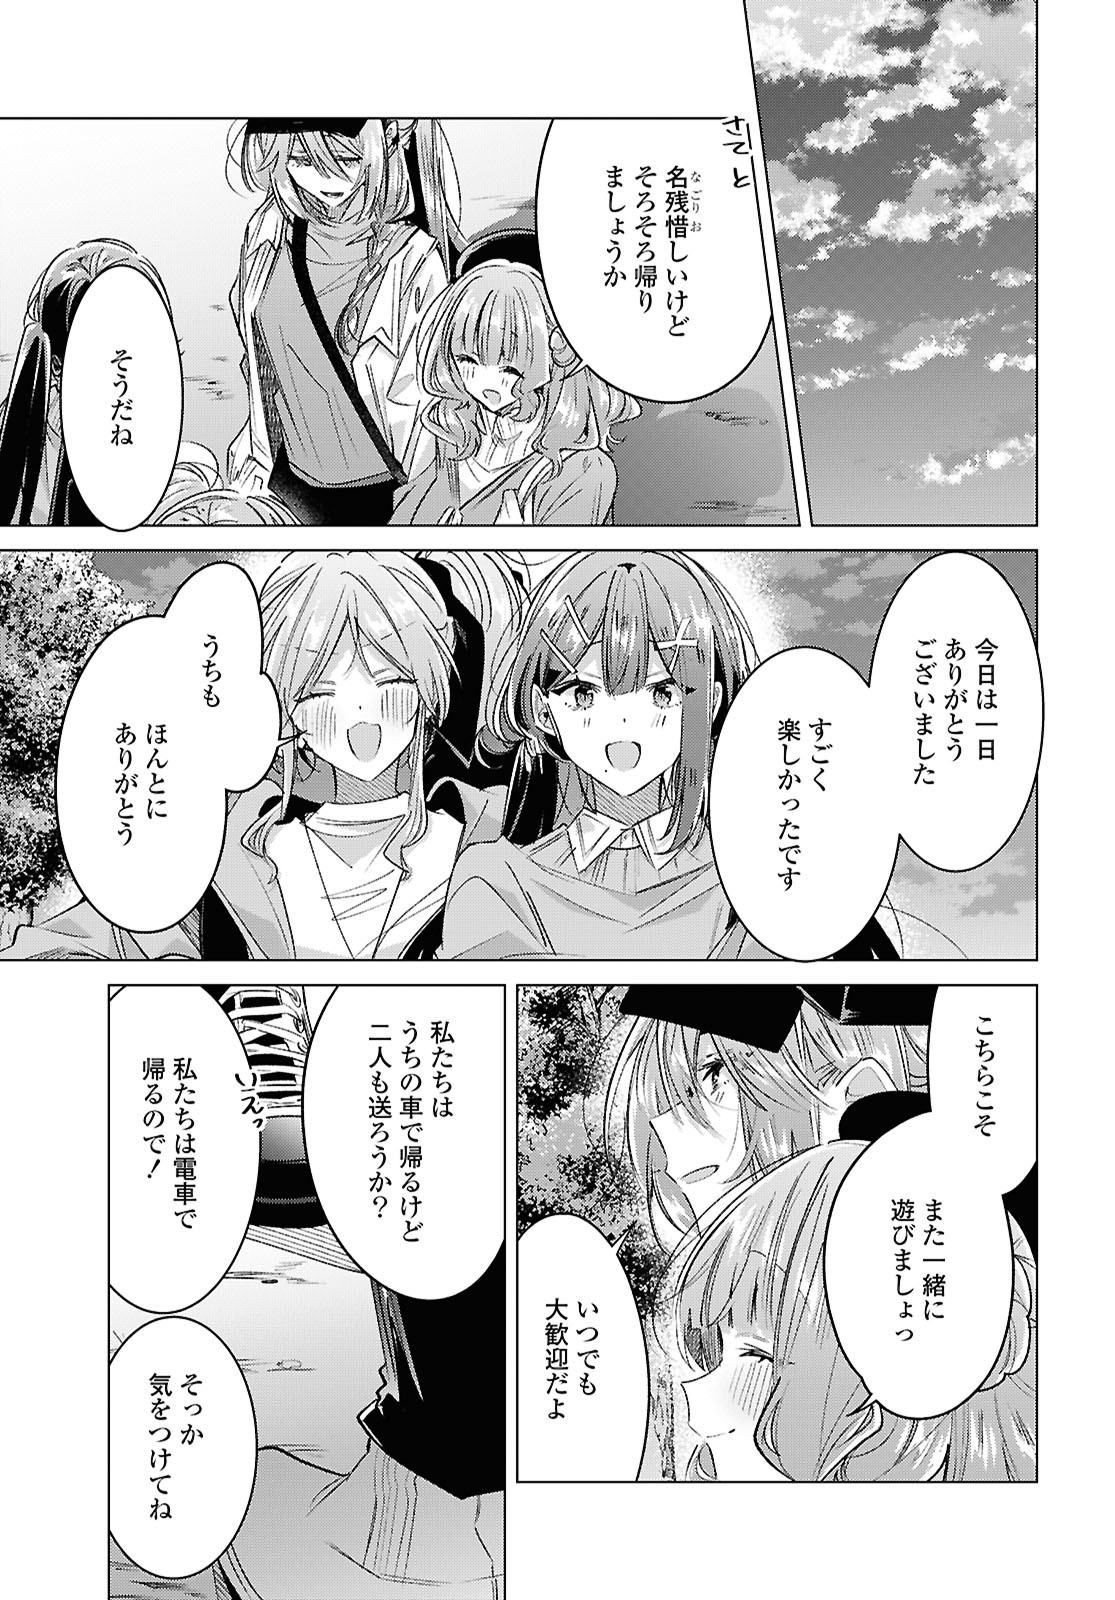 さてと
名残惜しいけど
なごりお
そろそろ帰り
ましょうか
そうだね
今日は一日
ありがとう
ございました
すごく
楽しかったです
うちも
ほんとに
ありがとう
こちらこそ
また一緒に
遊びましょっ
いつでも
大歓迎だよ
私たちは
うちの車で帰るけど
二人も送ろうか？
いえっ
私たちは電車で
帰るので！
そっか
気をつけてね